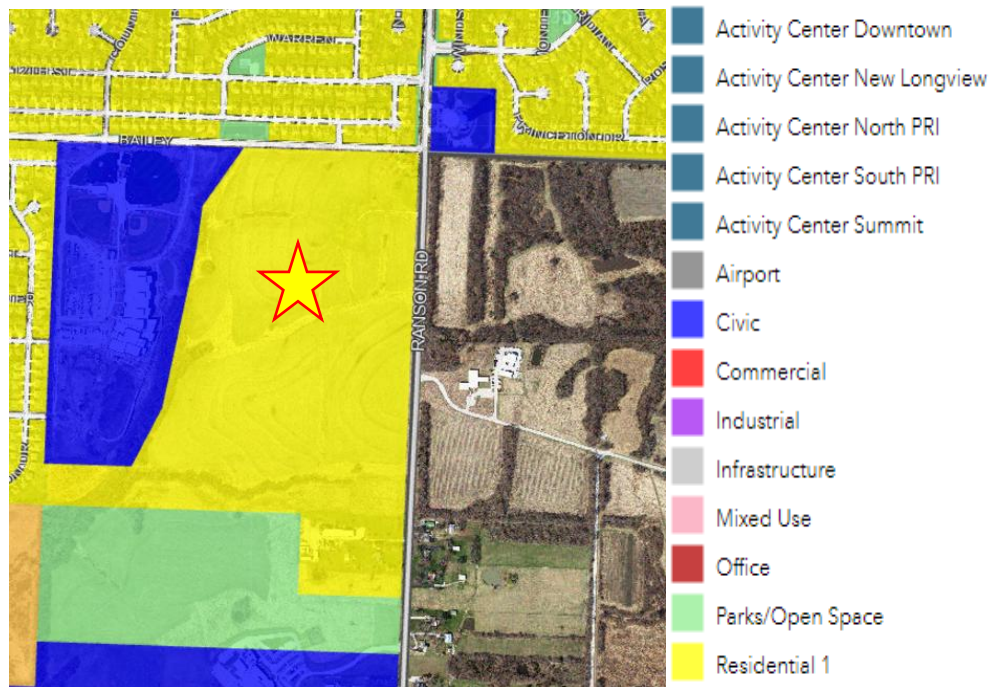 WARREN
BAILEY
RANSON RD
Activity Center Downtown
Activity Center New Longview
Activity Center North PRI
Activity Center South PRI
Activity Center Summit
Airport
Civic
Commercial
Industrial
Infrastructure
Mixed Use
Office
Parks/Open Space
Residential 1